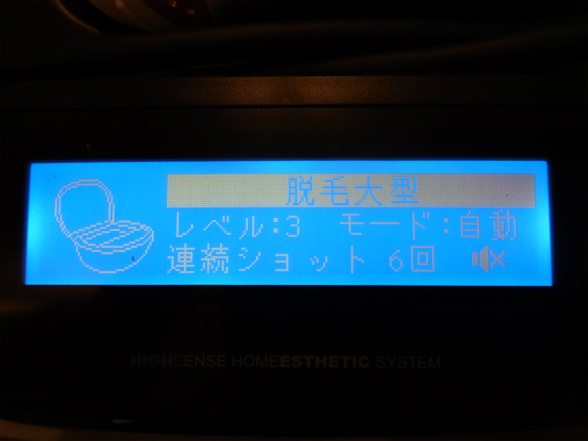 脱毛大型
レベル:3 モード:自動
連続ショット 6回
HIGNSENSE HOMEESTHETIC SYSTEM